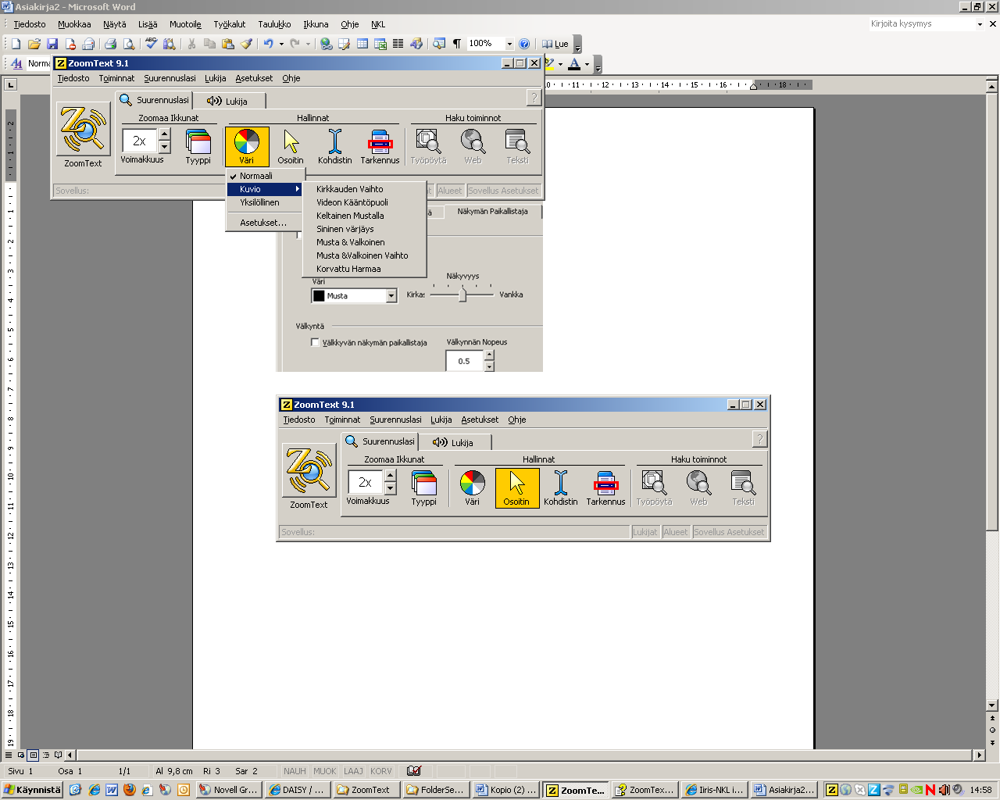 Asiakirja2 - Microsoft Word
Tiedosto Muokkaa Näytä Lisää Muotoile Työkalut Taulukko Ikkuna Ohje NKL Kirjoita kysymys
100% Lue
Norma
ZoomText 9.1
Tiedosto Toiminnat Suurennuslasi Lukija Asetukset Ohje
Suurennuslasi Lukija
Zoomaa Ikkunat Hallinnat Haku toiminnot
2x
Voimakkuus Tyyppi Väri Osoitin Kohdistin Tarkennus Työpöytä Web Teksti
ZoomText
Sovellus: Alueet Sovellus Asetukset
Normaali
Kuvio
Yksilöllinen
Asetukset...
Kirkkauden Vaihto
Videon Kääntöpuoli
Keltainen Mustalla
Sininen värjäys
Musta & Valkoinen
Musta &Valkoinen Vaihto
Korvattu Harmaa
Näkymän Paikallistaja
Väri Näkyvyys
Musta Kirkas Vankka
Välkyntä
Välkkyvän näkymän paikallistaja Välkynnän Nopeus
0.5
ZoomText 9.1
Tiedosto Toiminnat Suurennuslasi Lukija Asetukset Ohje
Suurennuslasi Lukija
Zoomaa Ikkunat Hallinnat Haku toiminnot
2x
Voimakkuus Tyyppi Väri Osoitin Kohdistin Tarkennus Työpöytä Web Teksti
ZoomText
Sovellus: Lukijat Alueet Sovellus Asetukset
Sivu 1 Osa 1 1/1 Al 9,8 cm Ri 3 Sar 2 NAUH MUOK LAAJ KORV
Käynnistä Novell Gr... DAISY / ... ZoomText FolderSe... Kopio (2) ... ZoomTe... ZoomTex... Iiris-NKL i... Asiakirja2... 14:58